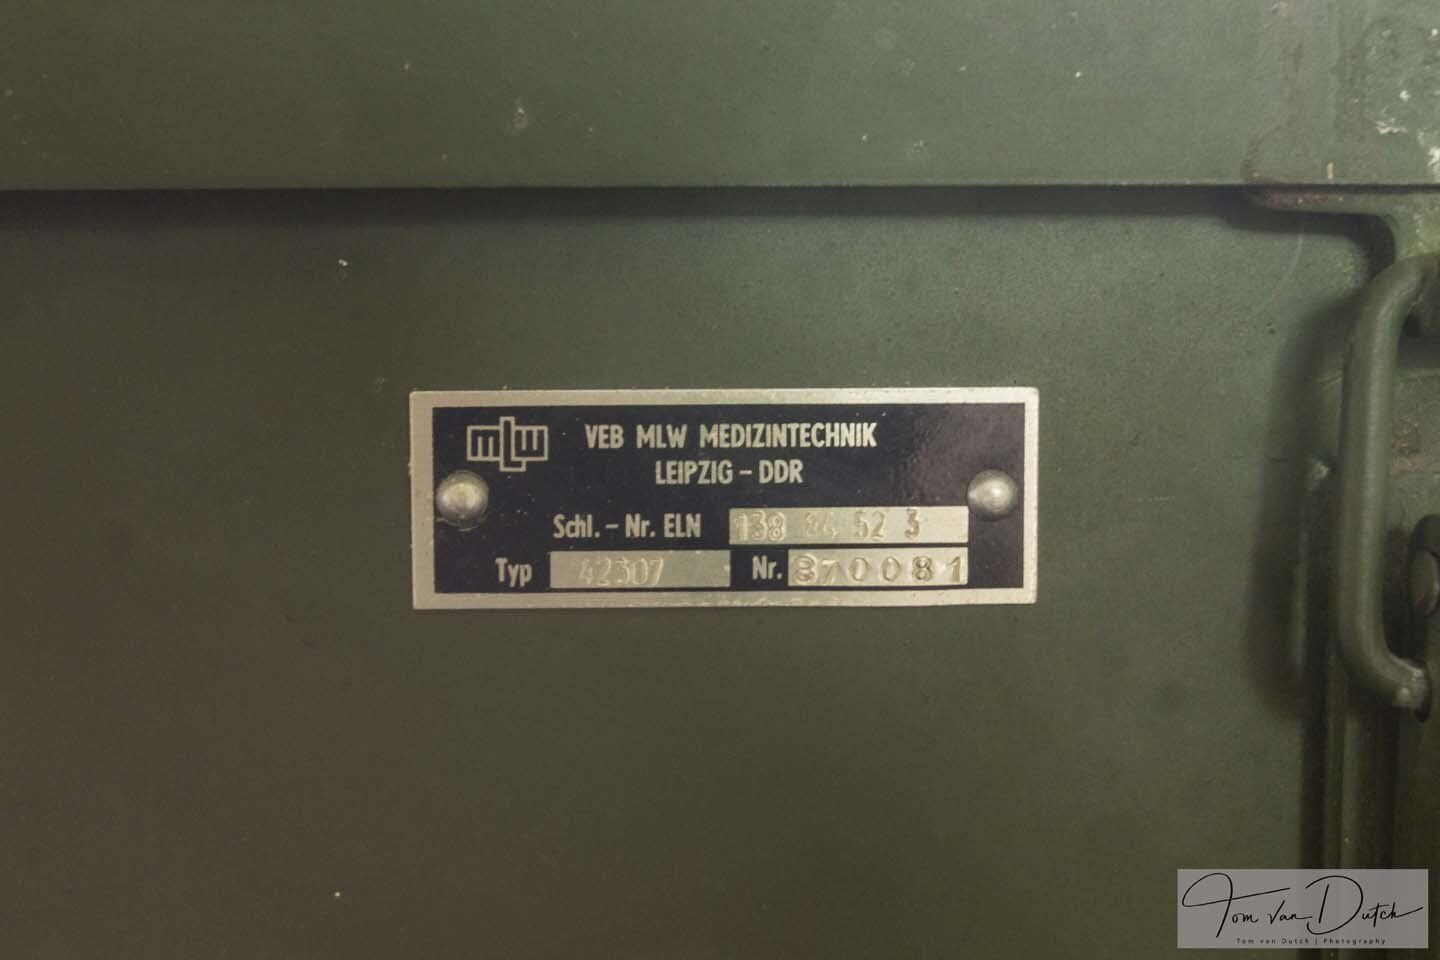 mlw
VEB MLW MEDIZINTECHNIK
LEIPZIG - DDR
Schl. - Nr. ELN 138 84 52 3
Typ 42307 Nr. 870081
Tom van Dutch
Tom van Dutch | Photography